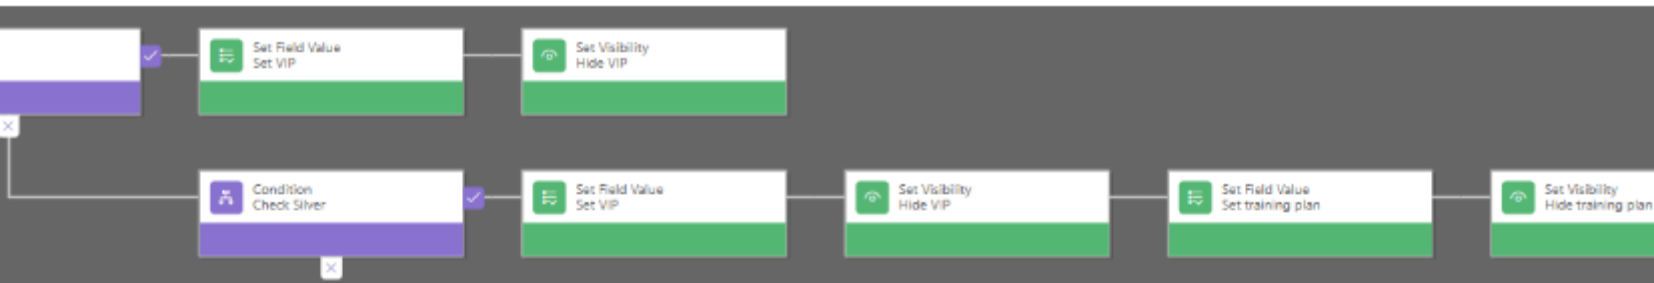 Set Field Value
Set VIP
Set Visibility
Hide VIP
Condition
Check Silver
Set Field Value
Set VIP
Set Visibility
Hide VIP
Set Field Value
Set training plan
Set Visibility
Hide training plan